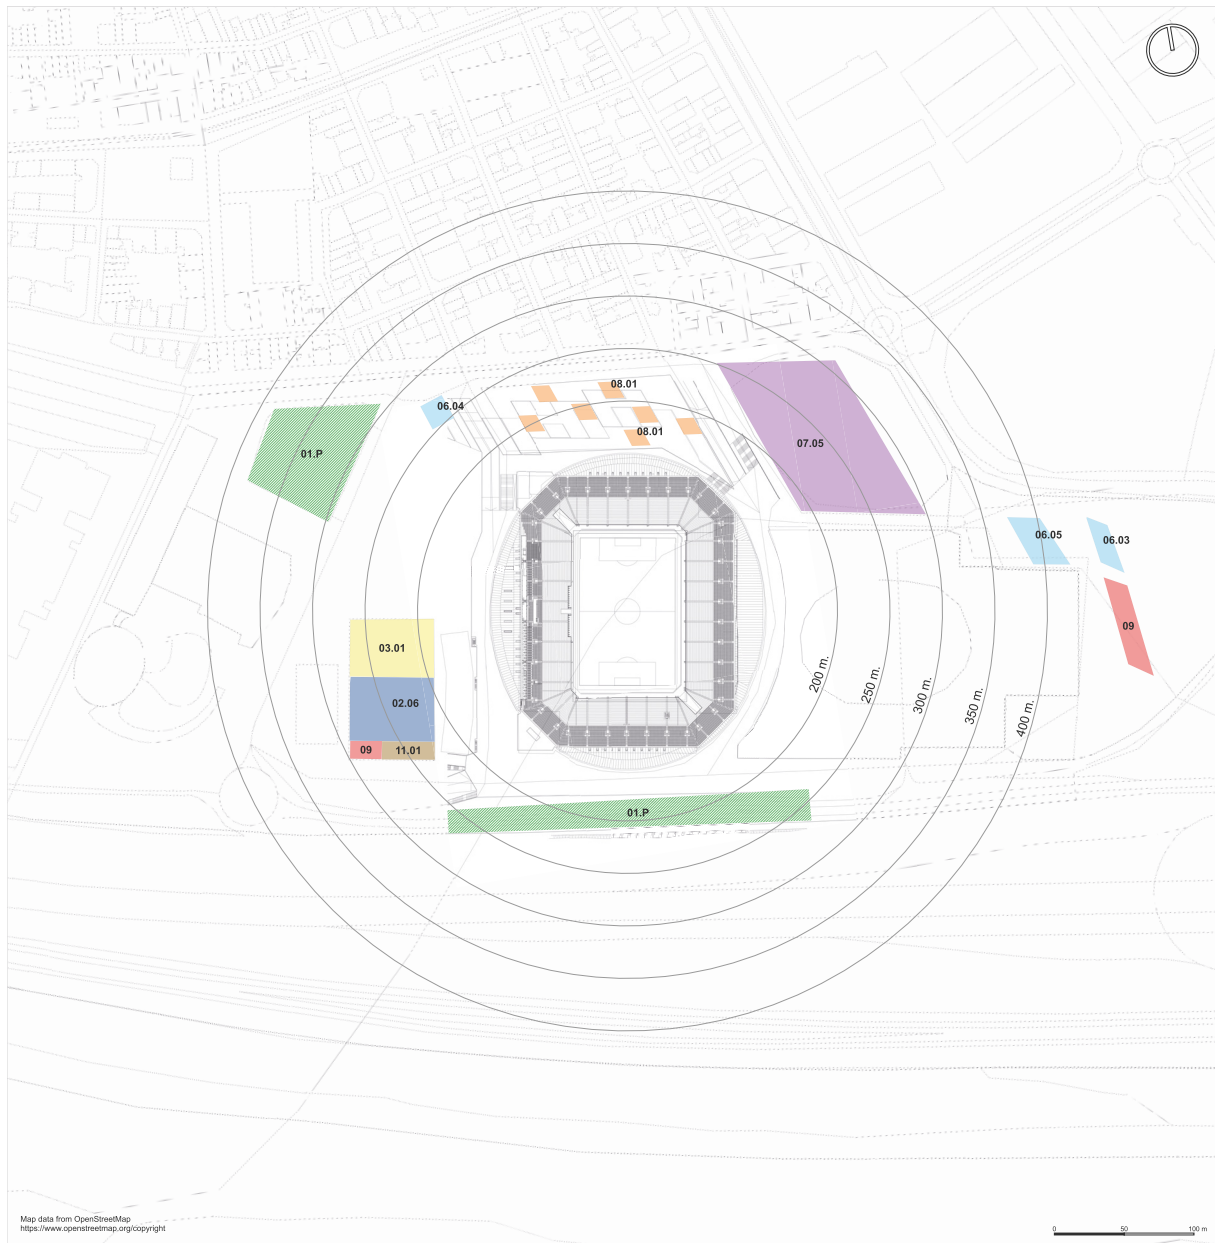 08.01
06.04
08.01
07.05
01.P
06.05
06.03
09
03.01
200 m.
250 m.
300 m.
350 m.
400 m.
02.06
09
11.01
01.P
Map data from OpenStreetMap
https://www.openstreetmap.org/copyright
0
50
100 m